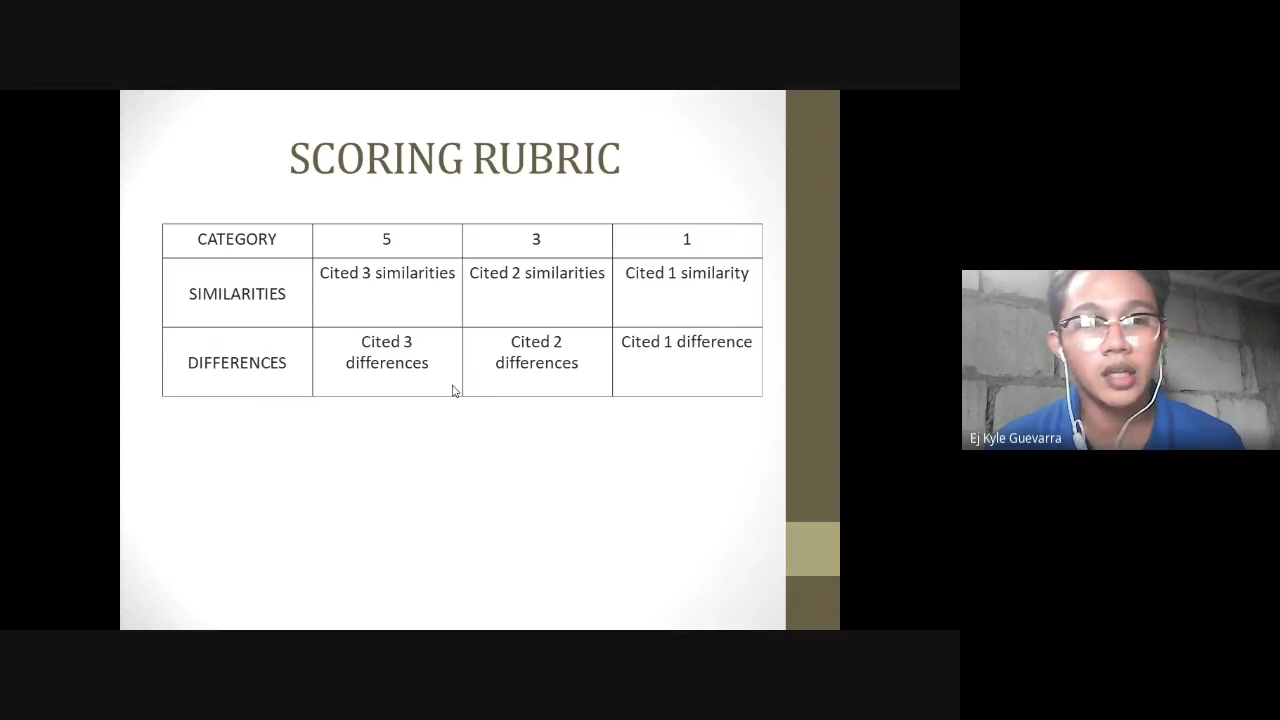 SCORING RUBRIC
CATEGORY 5 3 1
SIMILARITIES
Cited 3 similarities
Cited 2 similarities
Cited 1 similarity
DIFFERENCES
Cited 3
differences
Cited 2
differences
Cited 1 difference
Ej Kyle Guevarra